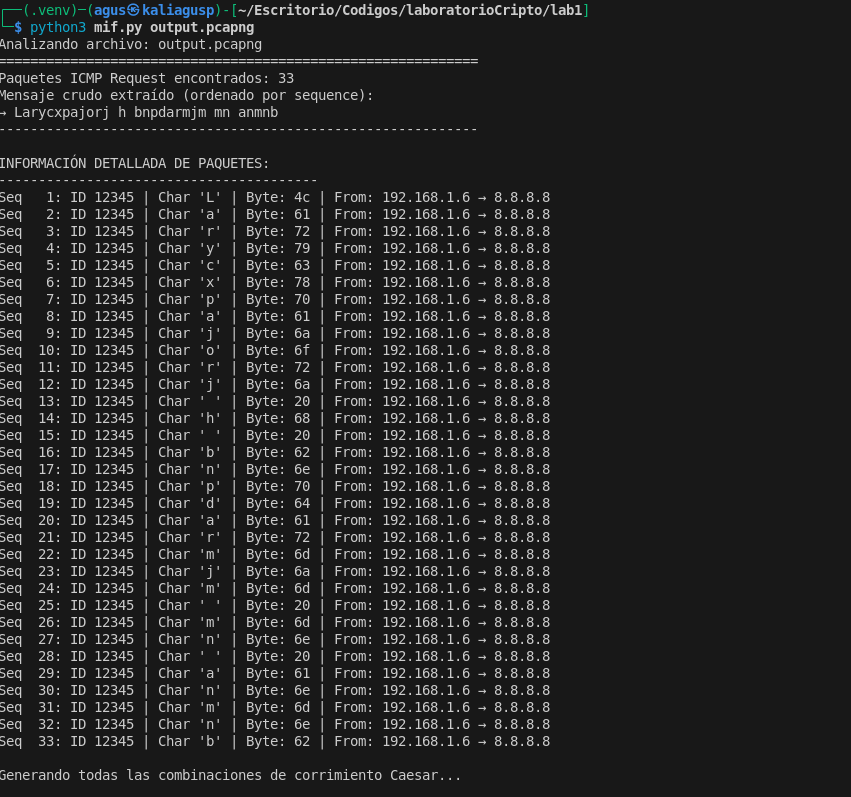 ┌──(.venv)─(agus㉿kaliagusp)-[~/Escritorio/Codigos/laboratorioCripto/lab1]
└─$ python3 mif.py output.pcapng
Analizando archivo: output.pcapng
============================================================
Paquetes ICMP Request encontrados: 33
Mensaje crudo extraído (ordenado por sequence):
→ Larycxpajorj h bnpdarmjm mn anmnb
------------------------------------------------------------

INFORMACIÓN DETALLADA DE PAQUETES:
----------------------------------------
Seq   1: ID 12345 | Char 'L' | Byte: 4c | From: 192.168.1.6 → 8.8.8.8
Seq   2: ID 12345 | Char 'a' | Byte: 61 | From: 192.168.1.6 → 8.8.8.8
Seq   3: ID 12345 | Char 'r' | Byte: 72 | From: 192.168.1.6 → 8.8.8.8
Seq   4: ID 12345 | Char 'y' | Byte: 79 | From: 192.168.1.6 → 8.8.8.8
Seq   5: ID 12345 | Char 'c' | Byte: 63 | From: 192.168.1.6 → 8.8.8.8
Seq   6: ID 12345 | Char 'x' | Byte: 78 | From: 192.168.1.6 → 8.8.8.8
Seq   7: ID 12345 | Char 'p' | Byte: 70 | From: 192.168.1.6 → 8.8.8.8
Seq   8: ID 12345 | Char 'a' | Byte: 61 | From: 192.168.1.6 → 8.8.8.8
Seq   9: ID 12345 | Char 'j' | Byte: 6a | From: 192.168.1.6 → 8.8.8.8
Seq  10: ID 12345 | Char 'o' | Byte: 6f | From: 192.168.1.6 → 8.8.8.8
Seq  11: ID 12345 | Char 'r' | Byte: 72 | From: 192.168.1.6 → 8.8.8.8
Seq  12: ID 12345 | Char 'j' | Byte: 6a | From: 192.168.1.6 → 8.8.8.8
Seq  13: ID 12345 | Char ' ' | Byte: 20 | From: 192.168.1.6 → 8.8.8.8
Seq  14: ID 12345 | Char 'h' | Byte: 68 | From: 192.168.1.6 → 8.8.8.8
Seq  15: ID 12345 | Char ' ' | Byte: 20 | From: 192.168.1.6 → 8.8.8.8
Seq  16: ID 12345 | Char 'b' | Byte: 62 | From: 192.168.1.6 → 8.8.8.8
Seq  17: ID 12345 | Char 'n' | Byte: 6e | From: 192.168.1.6 → 8.8.8.8
Seq  18: ID 12345 | Char 'p' | Byte: 70 | From: 192.168.1.6 → 8.8.8.8
Seq  19: ID 12345 | Char 'd' | Byte: 64 | From: 192.168.1.6 → 8.8.8.8
Seq  20: ID 12345 | Char 'a' | Byte: 61 | From: 192.168.1.6 → 8.8.8.8
Seq  21: ID 12345 | Char 'r' | Byte: 72 | From: 192.168.1.6 → 8.8.8.8
Seq  22: ID 12345 | Char 'm' | Byte: 6d | From: 192.168.1.6 → 8.8.8.8
Seq  23: ID 12345 | Char 'j' | Byte: 6a | From: 192.168.1.6 → 8.8.8.8
Seq  24: ID 12345 | Char 'm' | Byte: 6d | From: 192.168.1.6 → 8.8.8.8
Seq  25: ID 12345 | Char ' ' | Byte: 20 | From: 192.168.1.6 → 8.8.8.8
Seq  26: ID 12345 | Char 'm' | Byte: 6d | From: 192.168.1.6 → 8.8.8.8
Seq  27: ID 12345 | Char 'n' | Byte: 6e | From: 192.168.1.6 → 8.8.8.8
Seq  28: ID 12345 | Char ' ' | Byte: 20 | From: 192.168.1.6 → 8.8.8.8
Seq  29: ID 12345 | Char 'a' | Byte: 61 | From: 192.168.1.6 → 8.8.8.8
Seq  30: ID 12345 | Char 'n' | Byte: 6e | From: 192.168.1.6 → 8.8.8.8
Seq  31: ID 12345 | Char 'm' | Byte: 6d | From: 192.168.1.6 → 8.8.8.8
Seq  32: ID 12345 | Char 'n' | Byte: 6e | From: 192.168.1.6 → 8.8.8.8
Seq  33: ID 12345 | Char 'b' | Byte: 62 | From: 192.168.1.6 → 8.8.8.8

Generando todas las combinaciones de corrimiento Caesar...